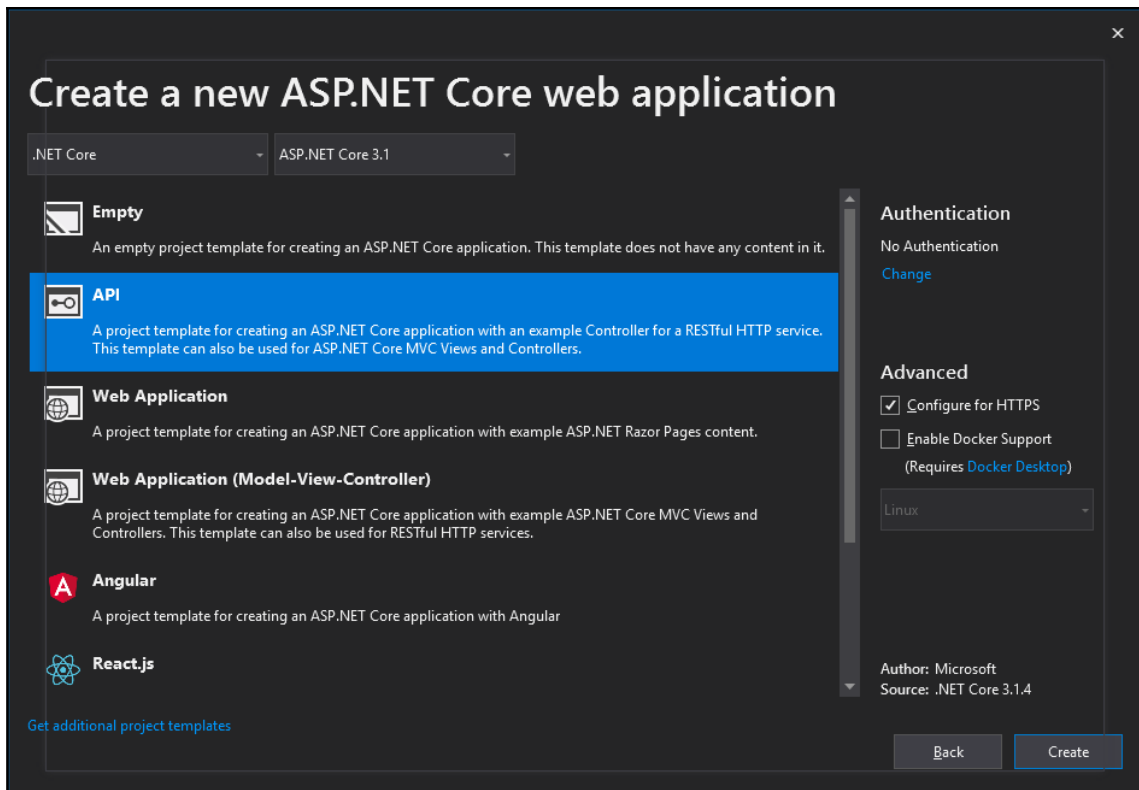 Create a new ASP.NET Core web application
.NET Core
ASP.NET Core 3.1
Empty
An empty project template for creating an ASP.NET Core application. This template does not have any content in it.
API
A project template for creating an ASP.NET Core application with an example Controller for a RESTful HTTP service.
This template can also be used for ASP.NET Core MVC Views and Controllers.
Web Application
A project template for creating an ASP.NET Core application with example ASP.NET Razor Pages content.
Web Application (Model-View-Controller)
A project template for creating an ASP.NET Core application with example ASP.NET Core MVC Views and
Controllers. This template can also be used for RESTful HTTP services.
Angular
A project template for creating an ASP.NET Core application with Angular
React.js
Get additional project templates
Authentication
No Authentication
Change
Advanced
Configure for HTTPS
Enable Docker Support
(Requires Docker Desktop)
Linux
Author: Microsoft
Source: .NET Core 3.1.4
Back
Create